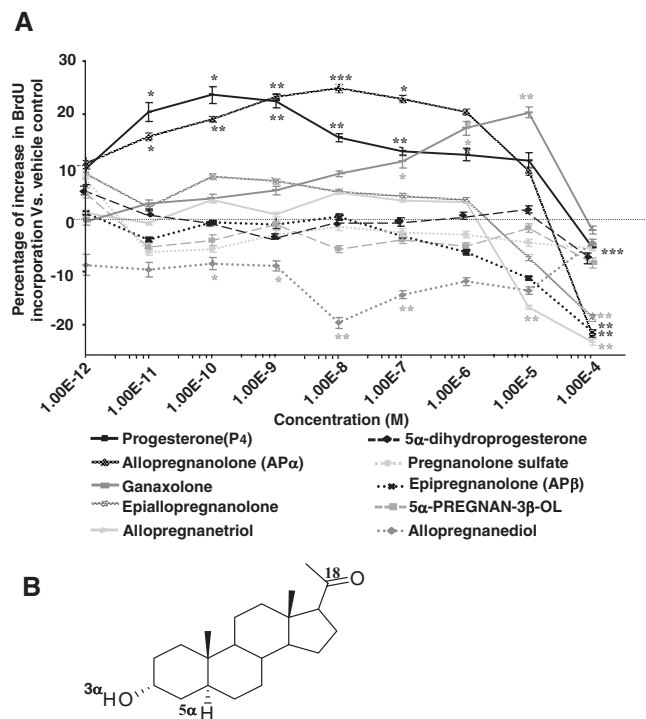 A
Percentage of increase in BrdU
incorporation Vs. vehicle control
30
20
10
0
-10
-20
*
*
**
***
*
*
**
**
**
**
*
*
**
*
*
**
**
**
***
**
**
**
**
1.00E-12
1.00E-11
1.00E-10
1.00E-9
1.00E-8
1.00E-7
1.00E-6
1.00E-5
1.00E-4
Concentration (M)
Progesterone(P4)
Allopregnanolone (APα)
Ganaxolone
Epiallopregnanolone
Allopregnanetriol
5α-dihydroprogesterone
Pregnanolone sulfate
Epipregnanolone (APβ)
5α-PREGNAN-3β-OL
Allopregnanediol
B
18
O
3α
HO
5α
H